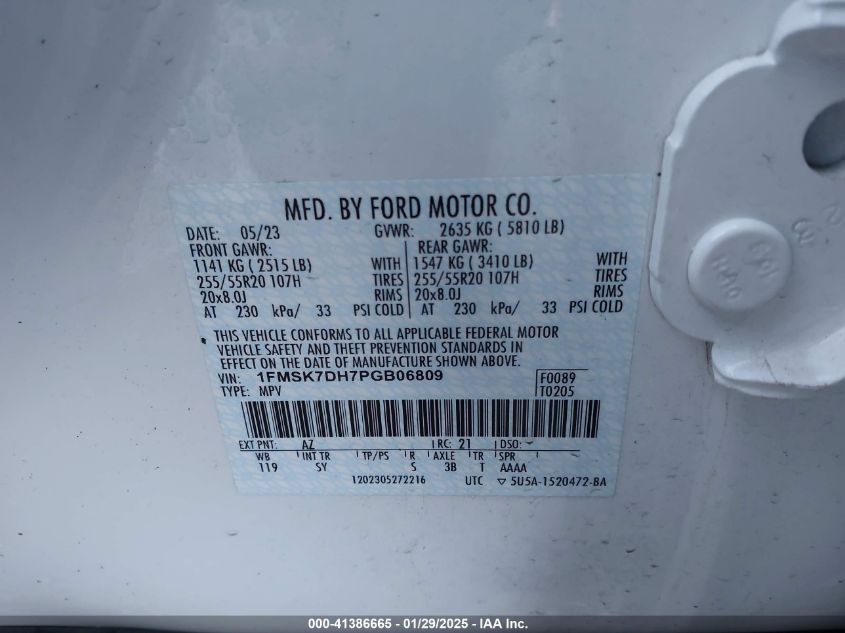 MFD. BY FORD MOTOR CO.
DATE: 05/23 GVWR: 2635 KG ( 5810 LB)
FRONT GAWR: REAR GAWR:
1141 KG ( 2515 LB) WITH 1547 KG ( 3410 LB) WITH
255/55R20 107H TIRES 255/55R20 107H TIRES
20x8.0J RIMS 20x8.0J RIMS
AT 230 kPa/ 33 PSI COLD AT 230 kPa/ 33 PSI COLD
THIS VEHICLE CONFORMS TO ALL APPLICABLE FEDERAL MOTOR
VEHICLE SAFETY AND THEFT PREVENTION STANDARDS IN
EFFECT ON THE DATE OF MANUFACTURE SHOWN ABOVE.
VIN: 1FMSK7DH7PGB06809 F0089
TYPE: MPV T0205
EXT PNT: AZ RC: 21 DSO:
WB INT TR TP/PS R AXLE TR SPR
119 SY S 3B T AAAA
1202305272216 UTC ▽ 5U5A-1520472-BA
000-41386665 | 01/29/2025 | IAA Inc.